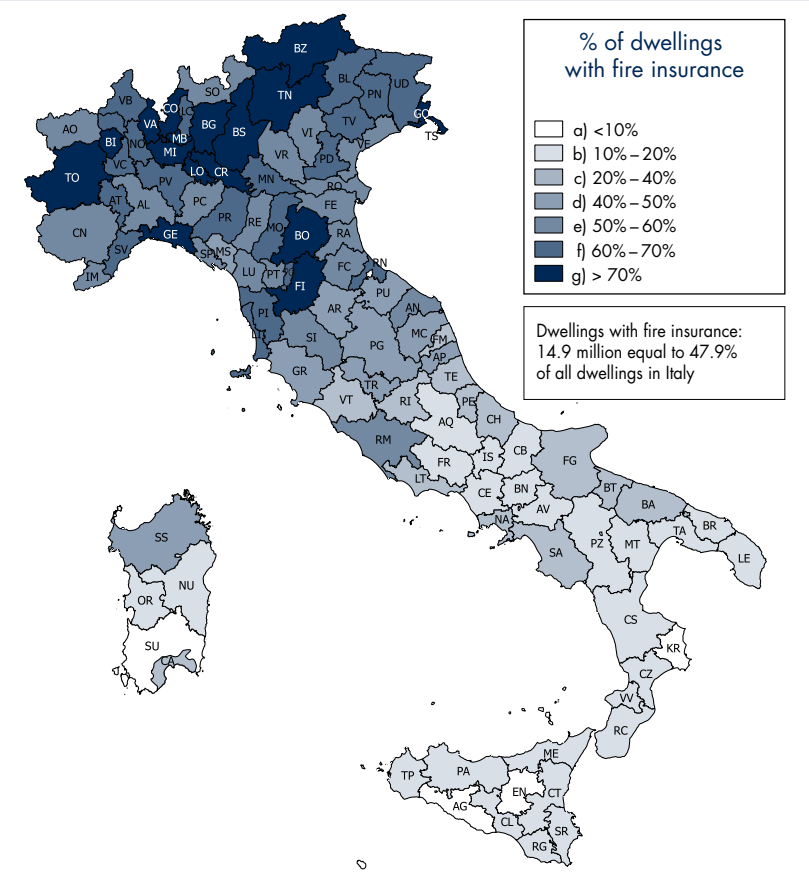 % of dwellings
with fire insurance
a) <10%
b) 10%–20%
c) 20%–40%
d) 40%–50%
e) 50%–60%
f) 60%–70%
g) > 70%
Dwellings with fire insurance:
14.9 million equal to 47.9%
of all dwellings in Italy
BZ
SO
BL
UD
TN
PN
VB
CO
LC
GO
AO
VA
BG
BS
TV
TS
BI
NO
MB
MI
VI
VE
VR
PD
VC
LO
CR
TO
PV
MN
RO
AT
AL
PC
FE
PR
RE
MO
CN
GE
BO
RA
SV
SP
MS
IM
LU
PT
PO
FC
RN
FI
PU
PI
AR
AN
LI
SI
MC
FM
PG
AP
GR
TR
TE
VT
RI
PE
AQ
CH
RM
CB
FR
IS
FG
LT
CE
BN
BT
AV
BA
NA
SS
SA
PZ
MT
TA
BR
LE
NU
OR
CS
SU
KR
CA
CZ
VV
RC
ME
TP
PA
EN
CT
AG
CL
SR
RG